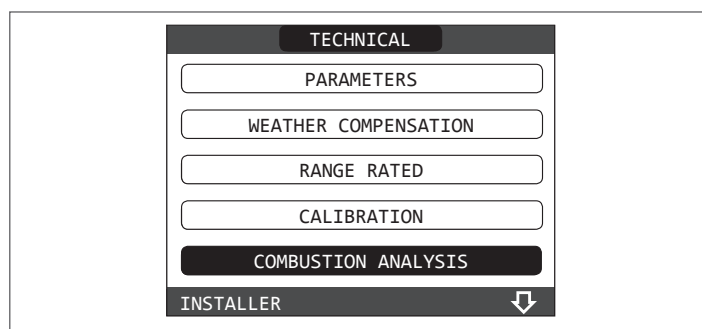 TECHNICAL
PARAMETERS
WEATHER COMPENSATION
RANGE RATED
CALIBRATION
COMBUSTION ANALYSIS
INSTALLER